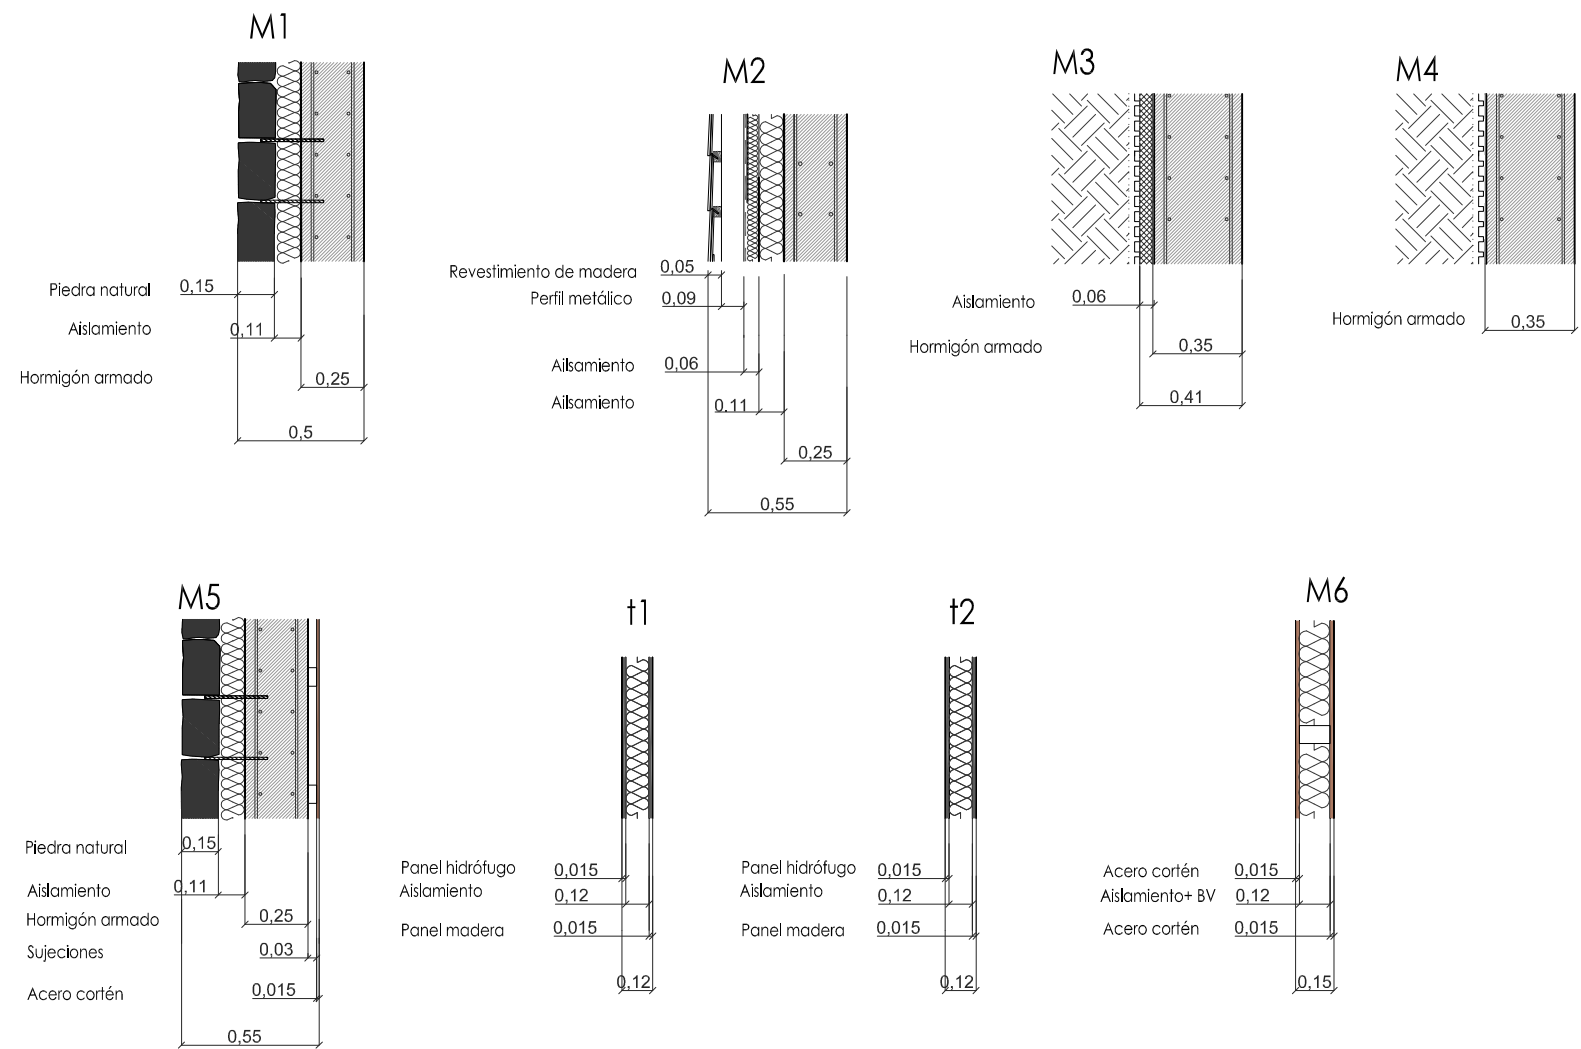 M1
Piedra natural 0,15
Aislamiento 0,11
Hormigón armado 0,25
0,5
M2
Revestimiento de madera 0,05
Perfil metálico 0,09
Ailsamiento 0,06
Ailsamiento 0,11
0,25
0,55
M3
Aislamiento 0,06
Hormigón armado 0,35
0,41
M4
Hormigón armado 0,35
M5
Piedra natural 0,15
Aislamiento 0,11
Hormigón armado 0,25
Sujeciones 0,03
Acero cortén 0,015
0,55
t1
Panel hidrófugo 0,015
Aislamiento 0,12
Panel madera 0,015
0,12
t2
Panel hidrófugo 0,015
Aislamiento 0,12
Panel madera 0,015
0,12
M6
Acero cortén 0,015
Aislamiento+ BV 0,12
Acero cortén 0,015
0,15